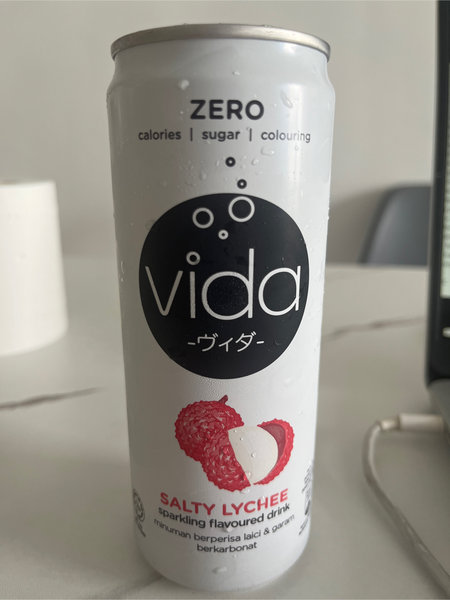 ZERO
calories | sugar | colouring
vida
-ヴィダ-
SALTY LYCHEE
sparkling flavoured drink
minuman berperisa laici & garam
berkarbonat